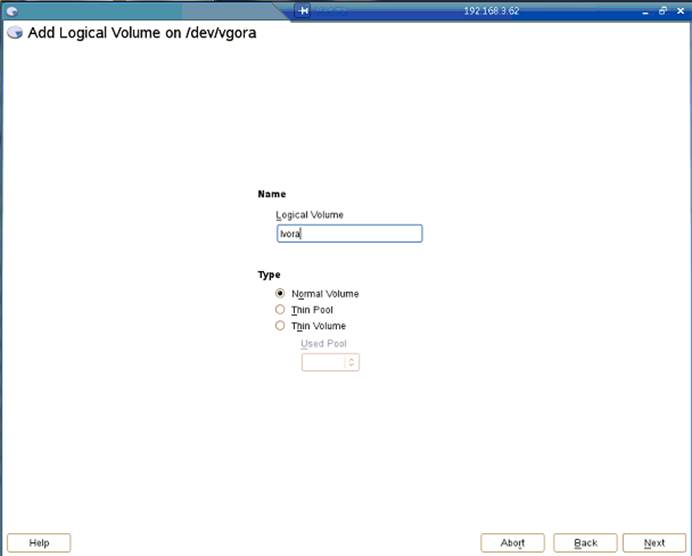 192.168.3.62
Add Logical Volume on /dev/vgora
Name
Logical Volume
lvora
Type
Normal Volume
Thin Pool
Thin Volume
Used Pool
Help
Abort
Back
Next